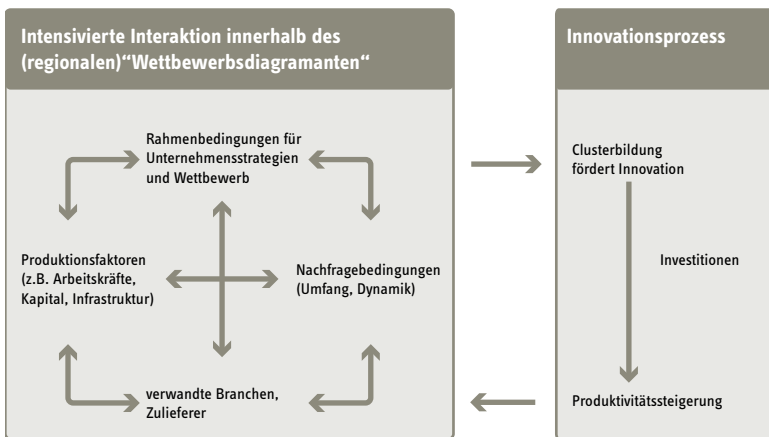 Intensivierte Interaktion innerhalb des
(regionalen)“Wettbewerbsdiagramanten“
Rahmenbedingungen für
Unternehmensstrategien
und Wettbewerb
Produktionsfaktoren
(z.B. Arbeitskräfte,
Kapital, Infrastruktur)
Nachfragebedingungen
(Umfang, Dynamik)
verwandte Branchen,
Zulieferer
Innovationsprozess
Clusterbildung
fördert Innovation
Investitionen
Produktivitätssteigerung